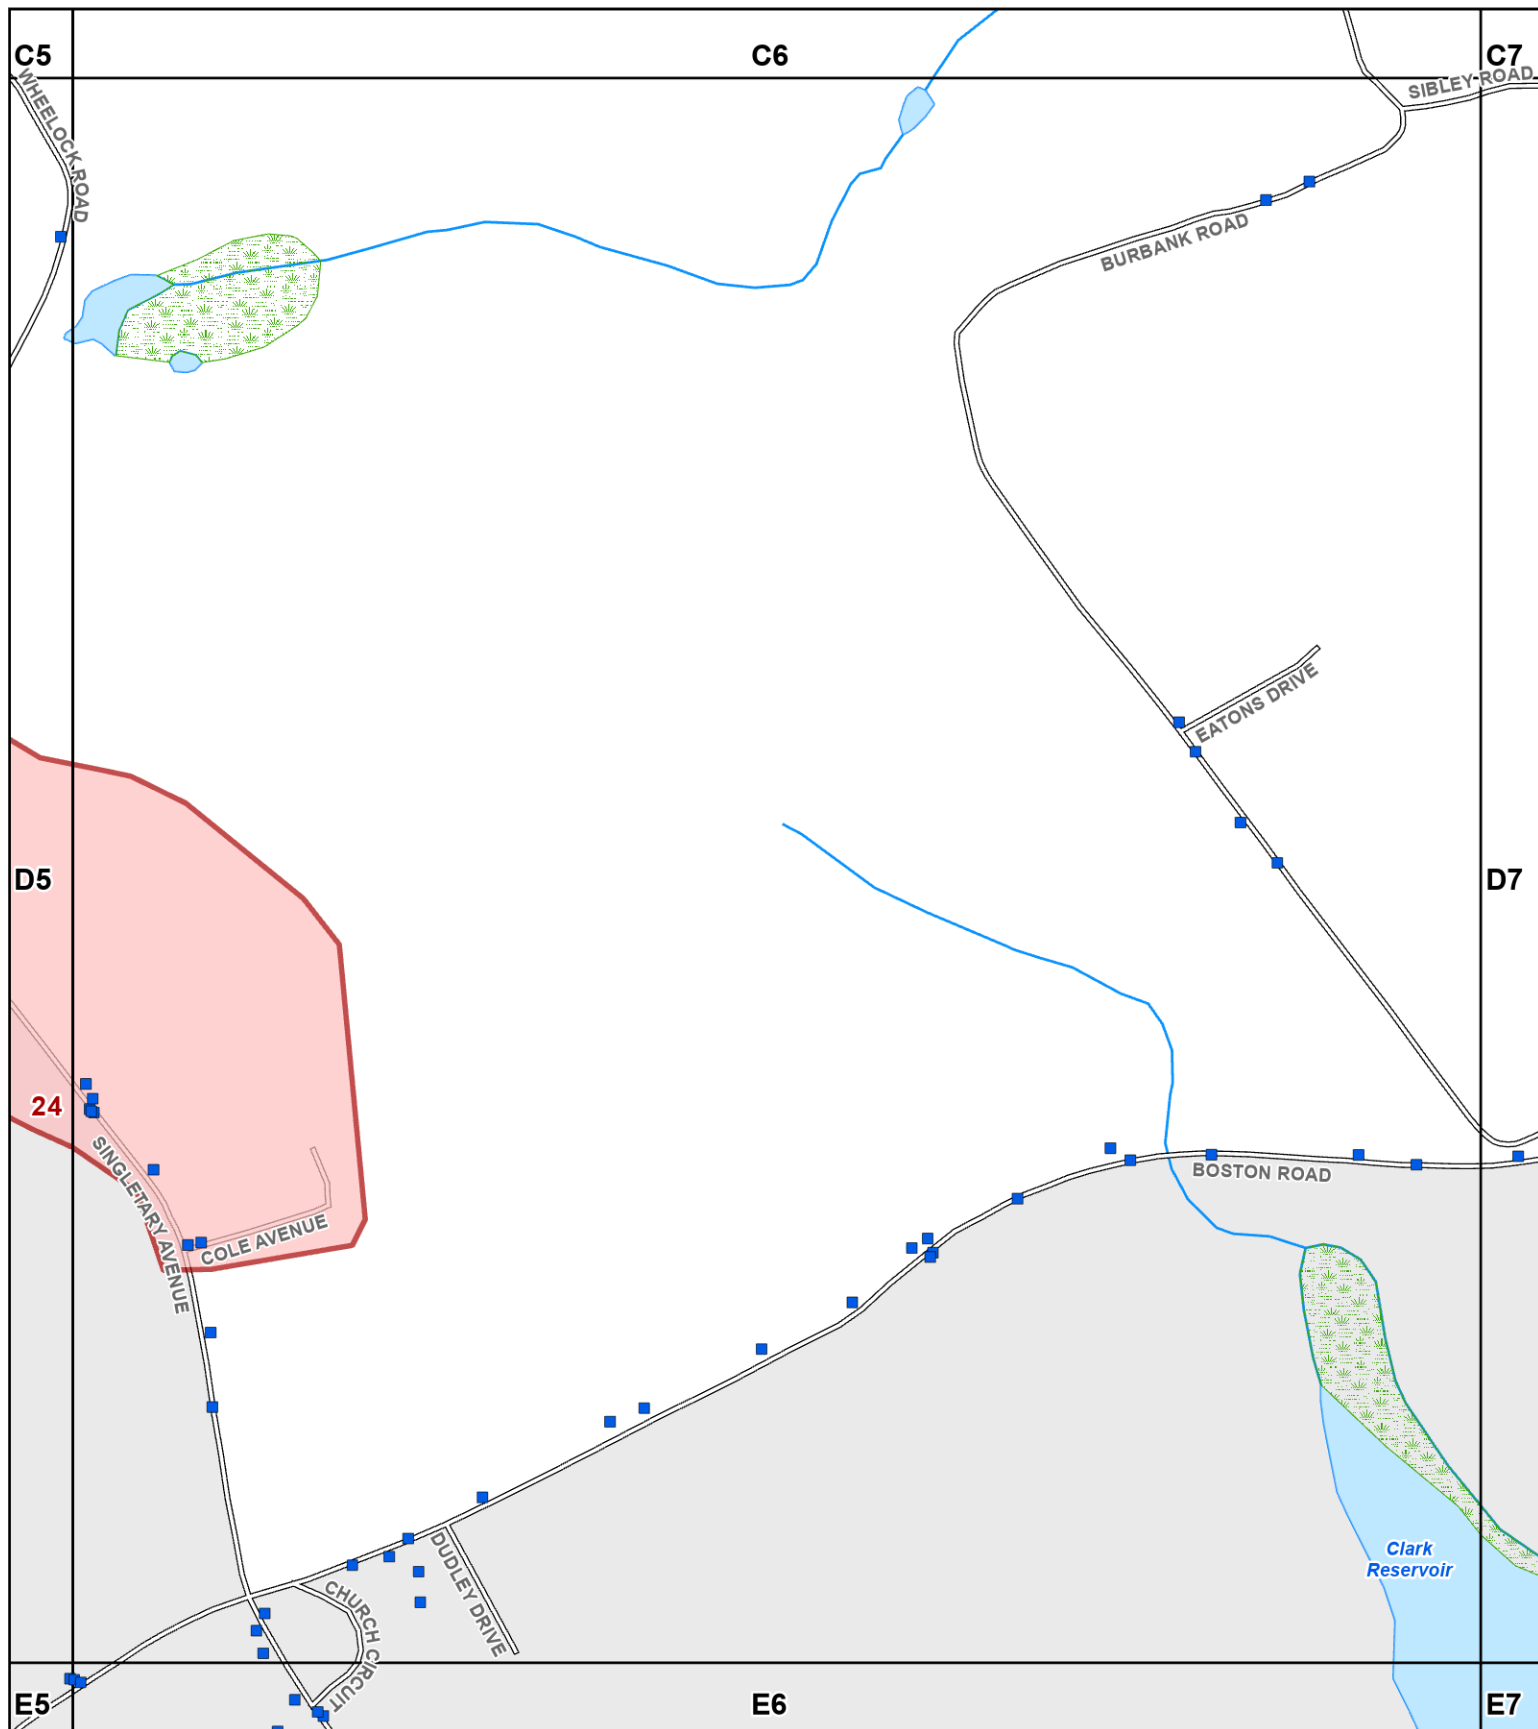 C5
C6
C7
WHEELOCK ROAD
SIBLEY ROAD
BURBANK ROAD
EATONS DRIVE
D5
D7
24
SINGLETARY AVENUE
COLE AVENUE
BOSTON ROAD
Clark
Reservoir
DUDLEY DRIVE
CHURCH CIRCUIT
E5
E6
E7